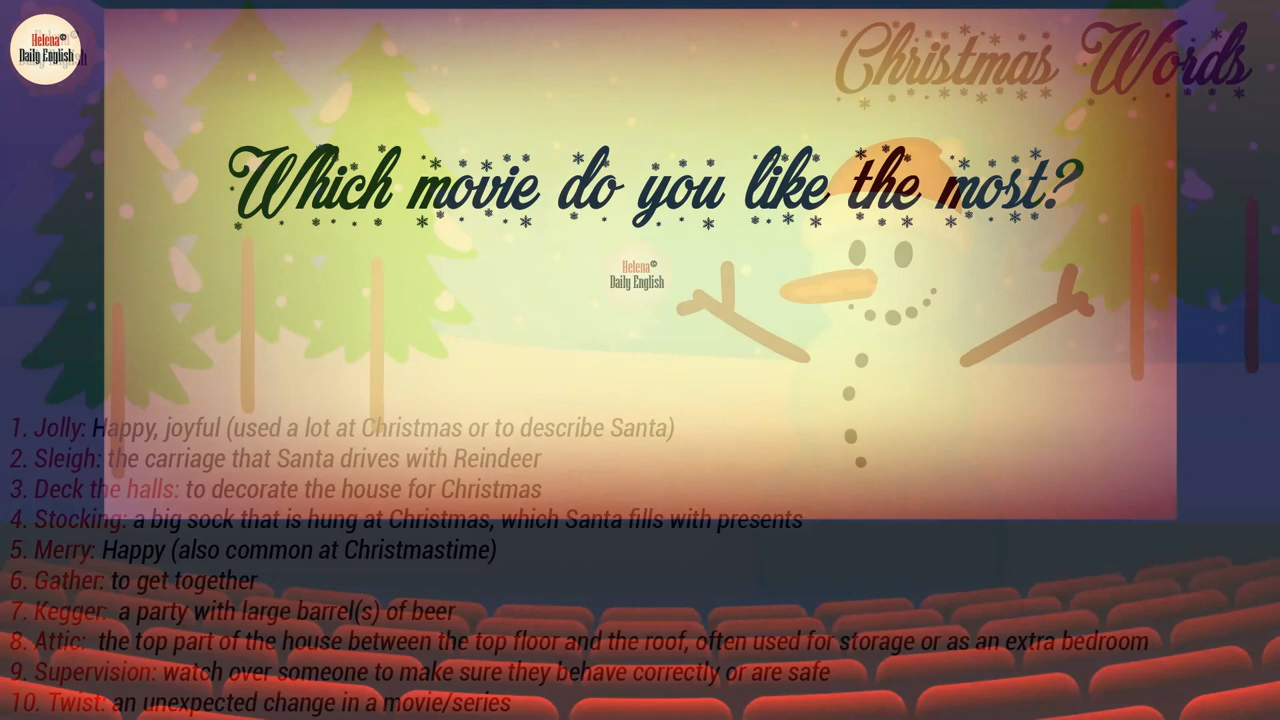 Helena
Daily English
Christmas Words
Which movie do you like the most?
Helena
Daily English
1. Jolly: Happy, joyful (used a lot at Christmas or to describe Santa)
2. Sleigh: the carriage that Santa drives with Reindeer
3. Deck the halls: to decorate the house for Christmas
4. Stocking: a big sock that is hung at Christmas, which Santa fills with presents
5. Merry: Happy (also common at Christmastime)
6. Gather: to get together
7. Kegger: a party with large barrel(s) of beer
8. Attic: the top part of the house between the top floor and the roof, often used for storage or as an extra bedroom
9. Supervision: watch over someone to make sure they behave correctly or are safe
10. Twist: an unexpected change in a movie/series